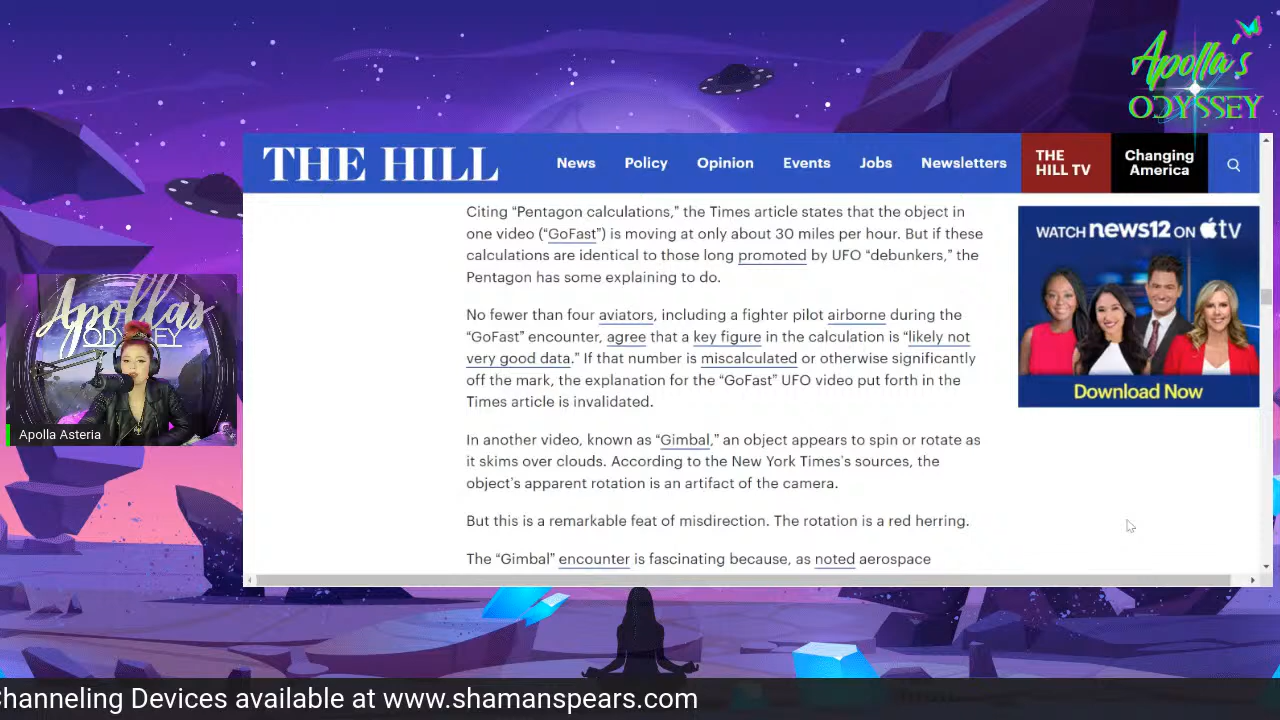 Apolla's
ODYSSEY
THE HILL
News
Policy
Opinion
Events
Jobs
Newsletters
THE
HILL TV
Changing
America
Citing “Pentagon calculations,” the Times article states that the object in
one video (“GoFast”) is moving at only about 30 miles per hour. But if these
calculations are identical to those long promoted by UFO “debunkers,” the
Pentagon has some explaining to do.
No fewer than four aviators, including a fighter pilot airborne during the
“GoFast” encounter, agree that a key figure in the calculation is “likely not
very good data.” If that number is miscalculated or otherwise significantly
off the mark, the explanation for the “GoFast” UFO video put forth in the
Times article is invalidated.
In another video, known as “Gimbal,” an object appears to spin or rotate as
it skims over clouds. According to the New York Times’s sources, the
object’s apparent rotation is an artifact of the camera.
But this is a remarkable feat of misdirection. The rotation is a red herring.
The “Gimbal” encounter is fascinating because, as noted aerospace
WATCH news12 ON tv
Download Now
Apollas
ODYSSEY
Apolla Asteria
Channeling Devices available at www.shamanspears.com